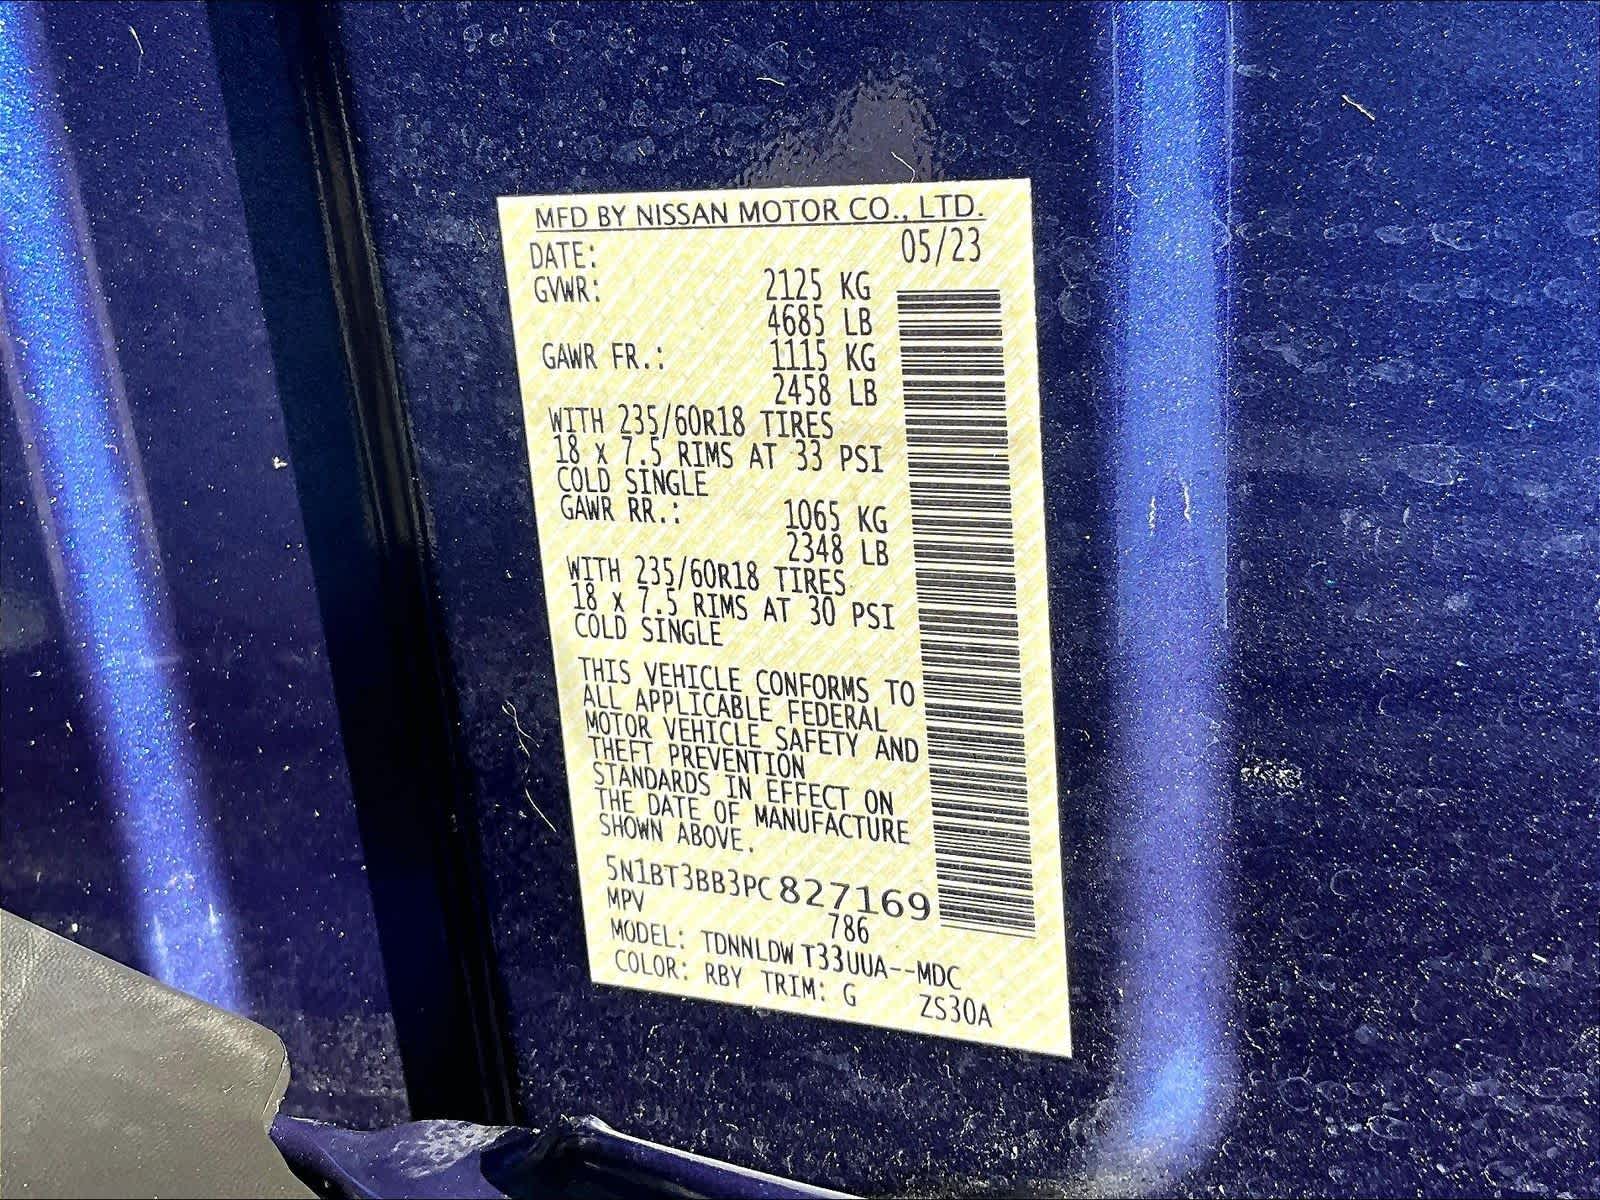 MFD BY NISSAN MOTOR CO., LTD.
DATE: 05/23
GVWR: 2125 KG
4685 LB
GAWR FR.: 1115 KG
2458 LB
WITH 235/60R18 TIRES
18 X 7.5 RIMS AT 33 PSI
COLD SINGLE
GAWR RR.: 1065 KG
2348 LB
WITH 235/60R18 TIRES
18 X 7.5 RIMS AT 30 PSI
COLD SINGLE
THIS VEHICLE CONFORMS TO
ALL APPLICABLE FEDERAL
MOTOR VEHICLE SAFETY AND
THEFT PREVENTION
STANDARDS IN EFFECT ON
THE DATE OF MANUFACTURE
SHOWN ABOVE.
5N1BT3BB3PC827169
MPV 786
MODEL: TDNNLDW T33UUA--MDC
COLOR: RBY TRIM: G ZS30A